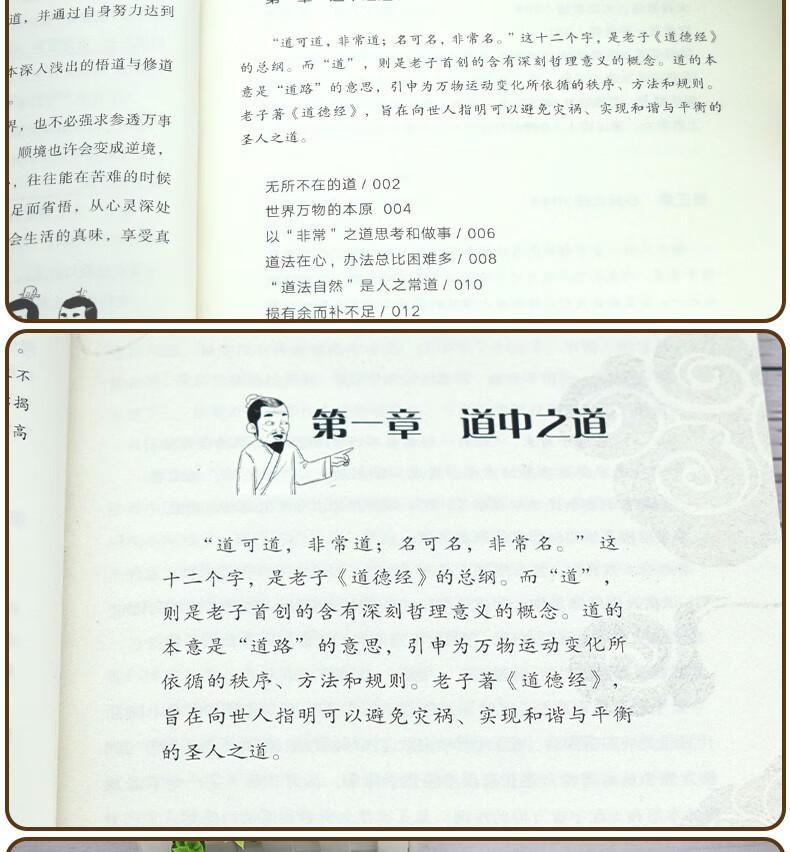 道，并通过自身努力达到
本深入浅出的悟道与修道
。
界，也不必强求参透万事
顺境也许会变成逆境，
，往往能在苦难的时候
足而省悟，从心灵深处
会生活的真味，享受真
“道可道，非常道；名可名，非常名。”这十二个字，是老子《道德经》
的总纲。而“道”，则是老子首创的含有深刻哲理意义的概念。道的本
意是“道路”的意思，引申为万物运动变化所依循的秩序、方法和规则。
老子著《道德经》，旨在向世人指明可以避免灾祸、实现和谐与平衡的
圣人之道。
无所不在的道 / 002
世界万物的本原 004
以“非常”之道思考和做事 / 006
道法在心，办法总比困难多 / 008
“道法自然”是人之常道 / 010
损有余而补不足 / 012
。
不
揭
高
第一章 道中之道
“道可道，非常道；名可名，非常名。”这
十二个字，是老子《道德经》的总纲。而“道”，
则是老子首创的含有深刻哲理意义的概念。道的
本意是“道路”的意思，引申为万物运动变化所
依循的秩序、方法和规则。老子著《道德经》，
旨在向世人指明可以避免灾祸、实现和谐与平衡
的圣人之道。